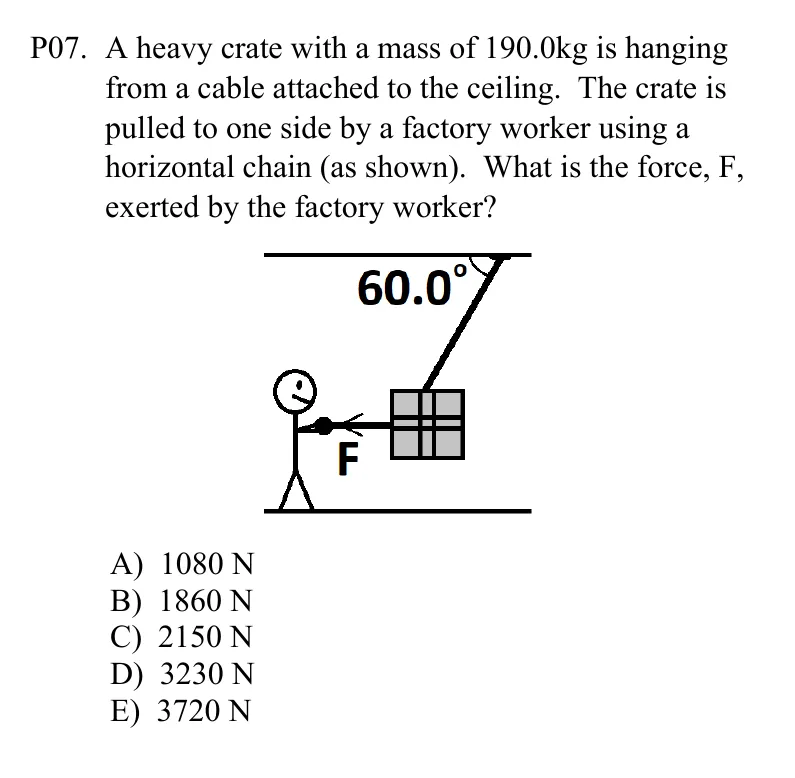 P07. A heavy crate with a mass of 190.0kg is hanging
from a cable attached to the ceiling. The crate is
pulled to one side by a factory worker using a
horizontal chain (as shown). What is the force, F,
exerted by the factory worker?
60.0°
F
A) 1080 N
B) 1860 N
C) 2150 N
D) 3230 N
E) 3720 N